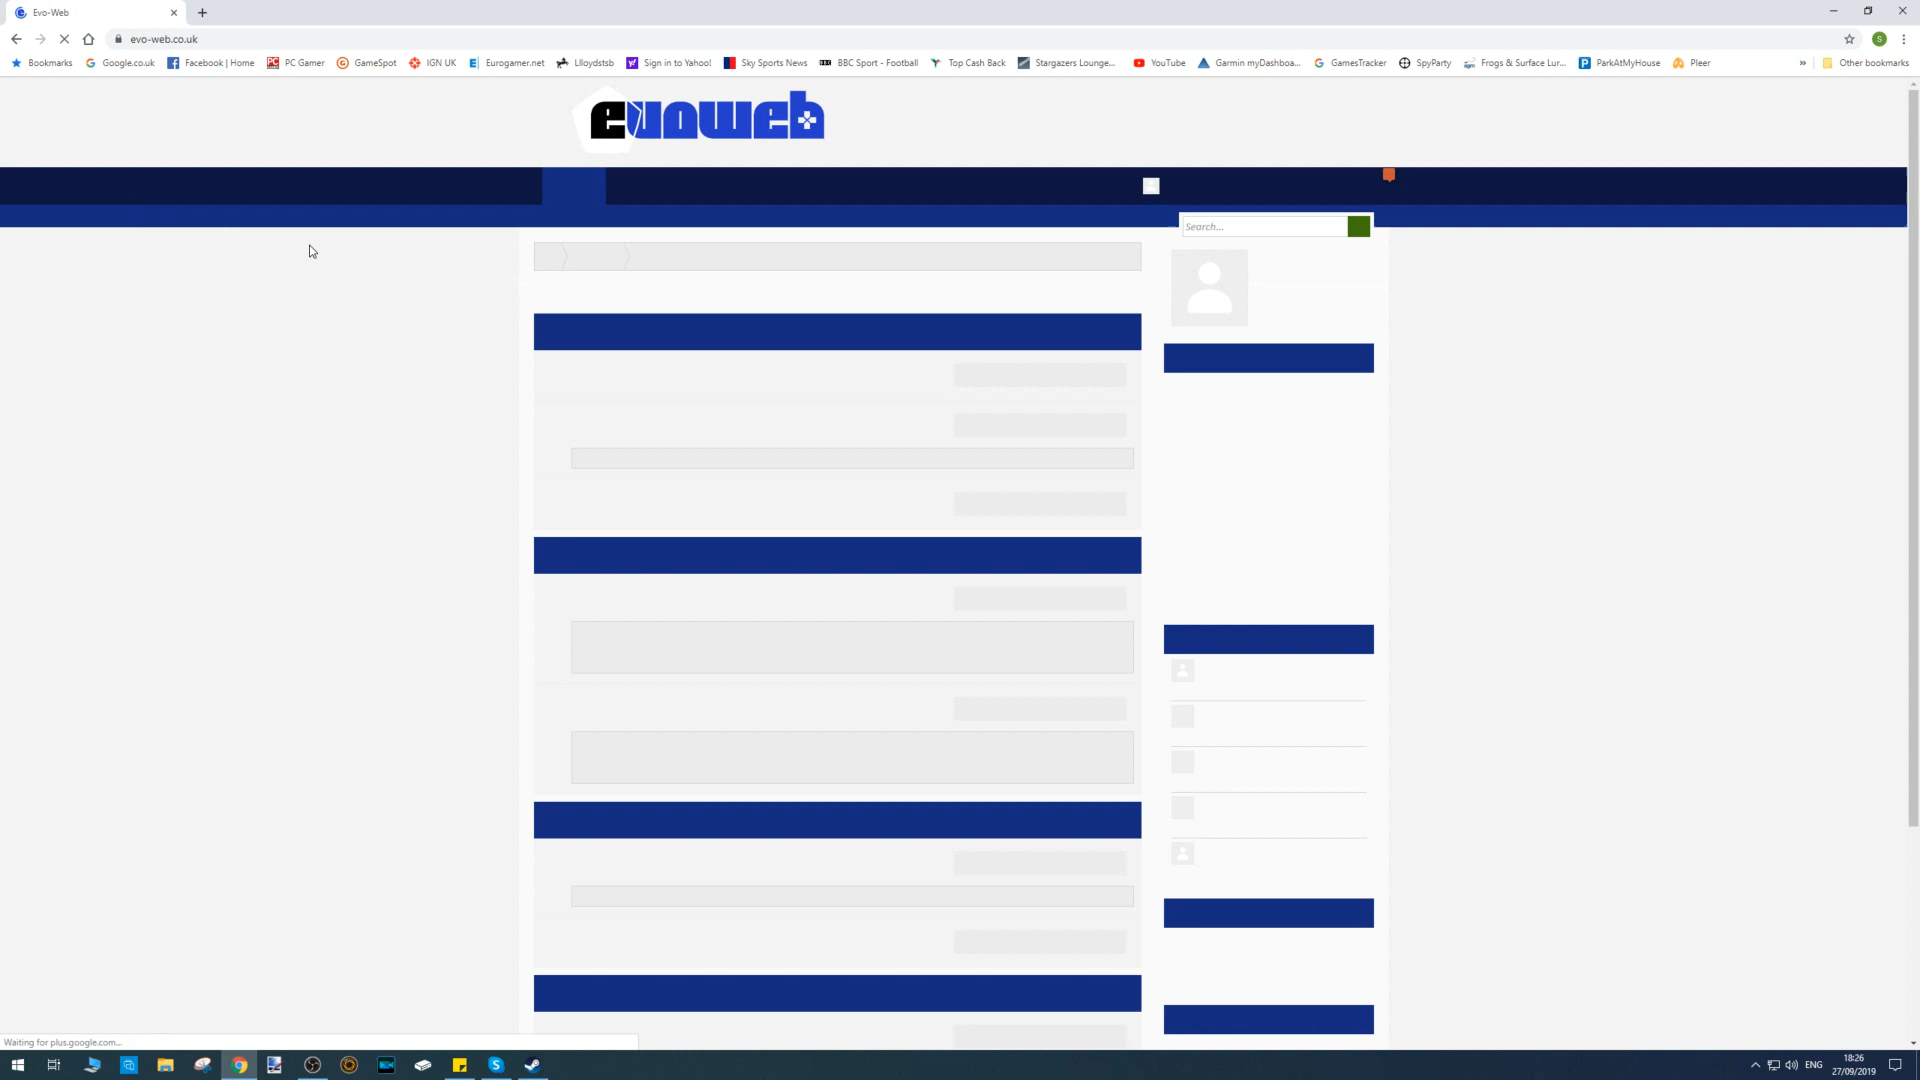 Evo-Web
evo-web.co.uk
S
Bookmarks
Google.co.uk
Facebook | Home
PC Gamer
GameSpot
IGN UK
Eurogamer.net
Lloydstsb
Sign in to Yahoo!
Sky Sports News
BBC Sport - Football
Top Cash Back
Stargazers Lounge...
YouTube
Garmin myDashboa...
GamesTracker
SpyParty
Frogs & Surface Lur...
ParkAtMyHouse
Pleer
»
Other bookmarks
evoweb
Search...
Waiting for plus.google.com...
ENG
18:26
27/09/2019